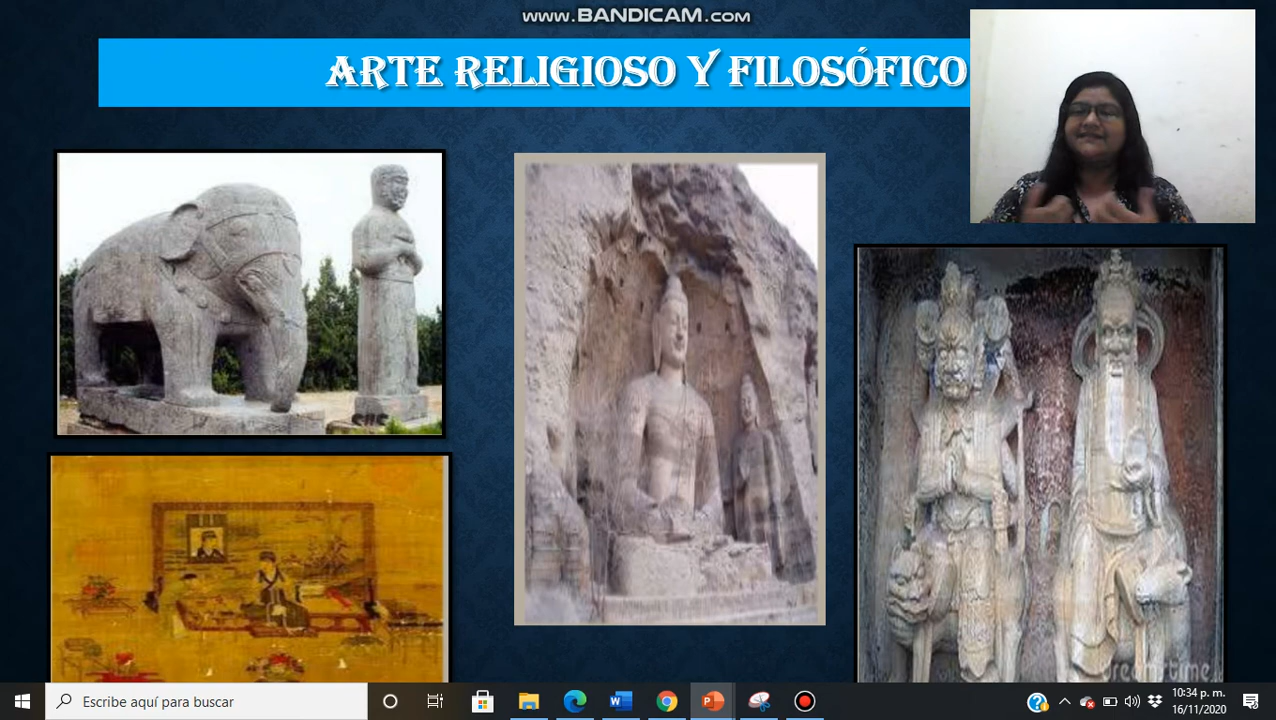 WWW.BANDICAM.COM
ARTE RELIGIOSO Y FILOSÓFICO
dreamstime
Escribe aquí para buscar
10:34 p. m.
16/11/2020